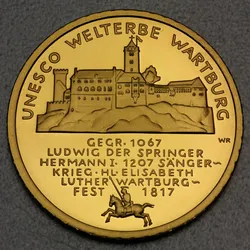 UNESCO WELTERBE WARTBURG
WR
GEGR. 1067
LUDWIG DER SPRINGER
HERMANN I· 1207 SÄNGER-
KRIEG · HL· ELISABETH
LUTHER WARTBURG-
FEST 1817